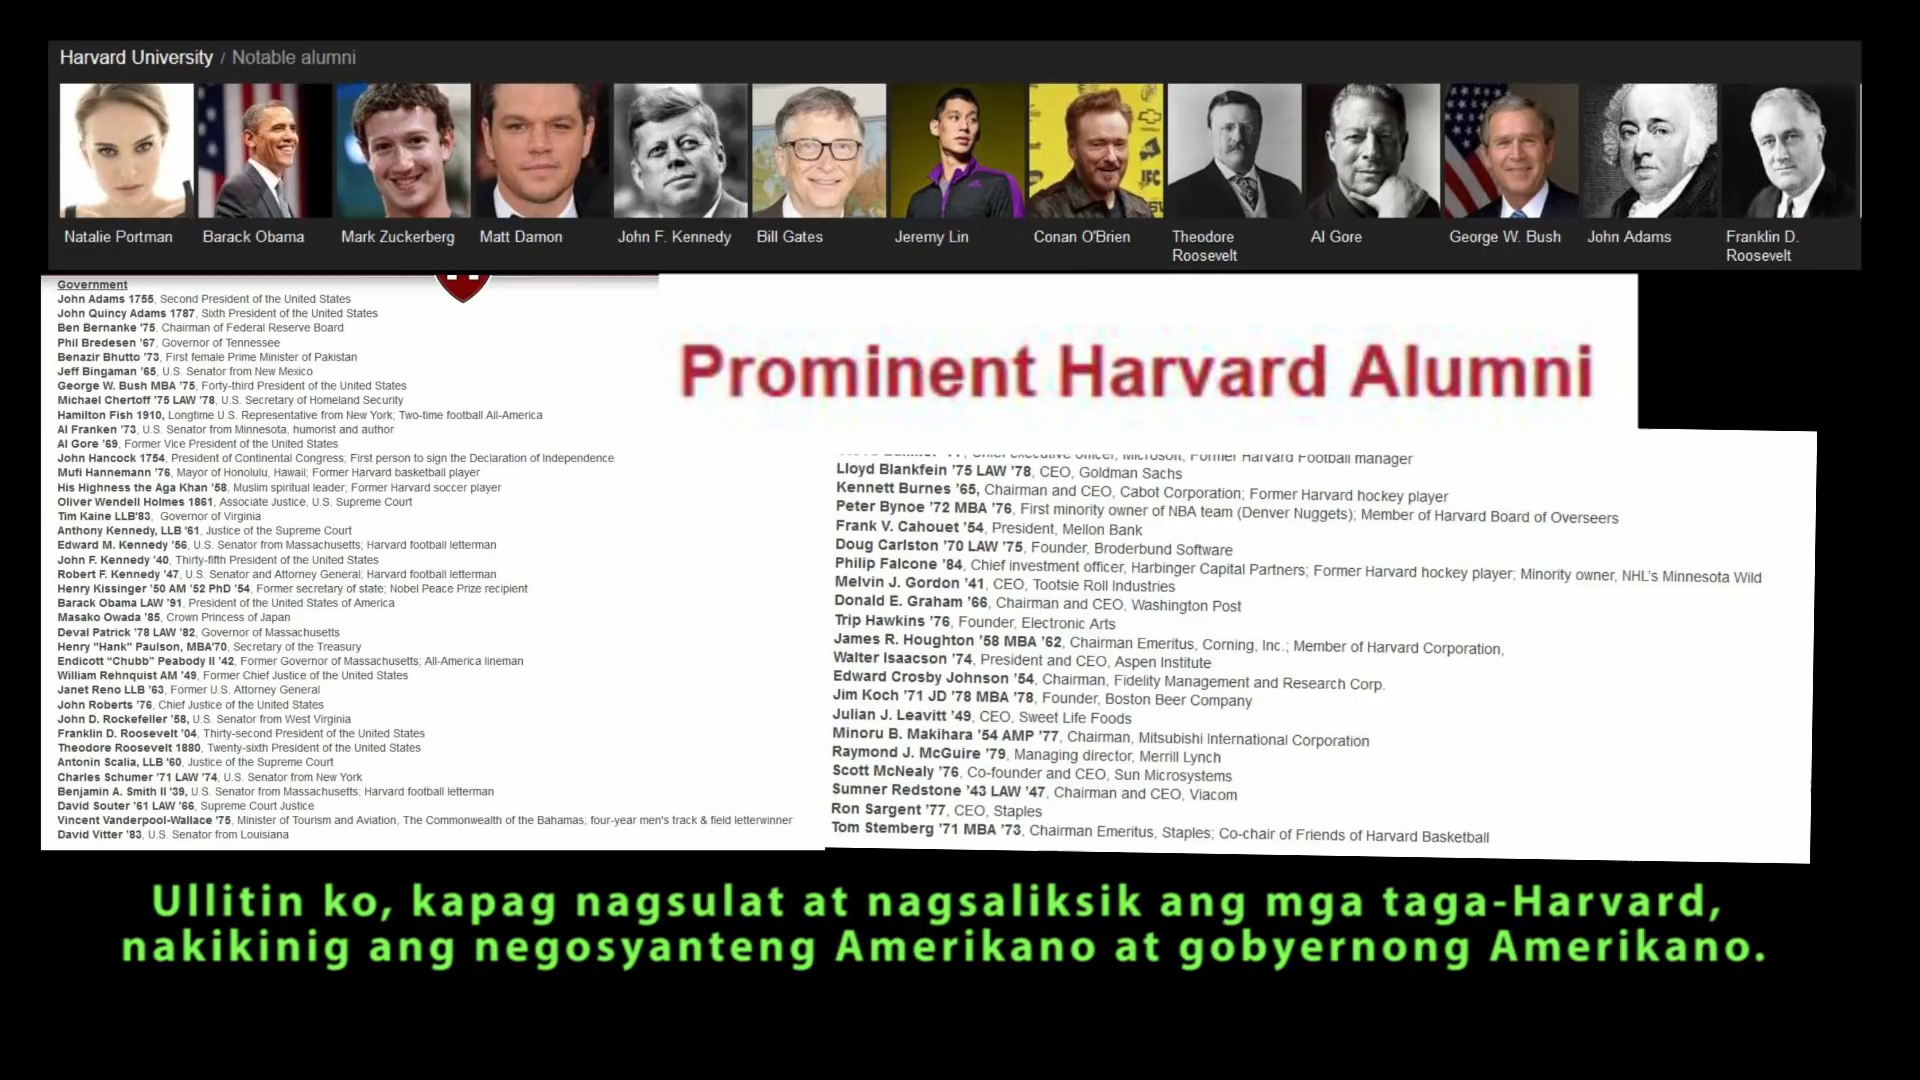 Harvard University / Notable alumni
Natalie Portman
Barack Obama
Mark Zuckerberg
Matt Damon
John F. Kennedy
Bill Gates
Jeremy Lin
Conan O'Brien
Theodore
Roosevelt
Al Gore
George W. Bush
John Adams
Franklin D.
Roosevelt
Government
John Adams 1755, Second President of the United States
John Quincy Adams 1787, Sixth President of the United States
Ben Bernanke '75, Chairman of Federal Reserve Board
Phil Bredesen '67, Governor of Tennessee
Benazir Bhutto '73, First female Prime Minister of Pakistan
Jeff Bingaman '65, U.S. Senator from New Mexico
George W. Bush MBA '75, Forty-third President of the United States
Michael Chertoff '75 LAW '78, U.S. Secretary of Homeland Security
Hamilton Fish 1910, Longtime U.S. Representative from New York; Two-time football All-America
Al Franken '73, U.S. Senator from Minnesota, humorist and author
Al Gore '69, Former Vice President of the United States
John Hancock 1754, President of Continental Congress; First person to sign the Declaration of Independence
Mufi Hannemann '76, Mayor of Honolulu, Hawaii; Former Harvard basketball player
His Highness the Aga Khan '58, Muslim spiritual leader; Former Harvard soccer player
Oliver Wendell Holmes 1861, Associate Justice, U.S. Supreme Court
Tim Kaine LLB'83, Governor of Virginia
Anthony Kennedy, LLB '61, Justice of the Supreme Court
Edward M. Kennedy '56, U.S. Senator from Massachusetts; Harvard football letterman
John F. Kennedy '40, Thirty-fifth President of the United States
Robert F. Kennedy '47, U.S. Senator and Attorney General; Harvard football letterman
Henry Kissinger '50 AM '52 PhD '54, Former secretary of state; Nobel Peace Prize recipient
Barack Obama LAW '91, President of the United States of America
Masako Owada '85, Crown Princess of Japan
Deval Patrick '78 LAW '82, Governor of Massachusetts
Henry "Hank" Paulson, MBA'70, Secretary of the Treasury
Endicott "Chubb" Peabody II '42, Former Governor of Massachusetts; All-America lineman
William Rehnquist AM '49, Former Chief Justice of the United States
Janet Reno LLB '63, Former U.S. Attorney General
John Roberts '76, Chief Justice of the United States
John D. Rockefeller '58, U.S. Senator from West Virginia
Franklin D. Roosevelt '04, Thirty-second President of the United States
Theodore Roosevelt 1880, Twenty-sixth President of the United States
Antonin Scalia, LLB '60, Justice of the Supreme Court
Charles Schumer '71 LAW '74, U.S. Senator from New York
Benjamin A. Smith II '39, U.S. Senator from Massachusetts; Harvard football letterman
David Souter '61 LAW '66, Supreme Court Justice
Vincent Vanderpool-Wallace '75, Minister of Tourism and Aviation, The Commonwealth of the Bahamas; four-year men's track & field letterwinner
David Vitter '83, U.S. Senator from Louisiana
Prominent Harvard Alumni
Chief executive officer, Microsoft; Former Harvard Football manager
Lloyd Blankfein '75 LAW '78, CEO, Goldman Sachs
Kennett Burnes '65, Chairman and CEO, Cabot Corporation; Former Harvard hockey player
Peter Bynoe '72 MBA '76, First minority owner of NBA team (Denver Nuggets); Member of Harvard Board of Overseers
Frank V. Cahouet '54, President, Mellon Bank
Doug Carlston '70 LAW '75, Founder, Broderbund Software
Philip Falcone '84, Chief investment officer, Harbinger Capital Partners; Former Harvard hockey player; Minority owner, NHL's Minnesota Wild
Melvin J. Gordon '41, CEO, Tootsie Roll Industries
Donald E. Graham '66, Chairman and CEO, Washington Post
Trip Hawkins '76, Founder, Electronic Arts
James R. Houghton '58 MBA '62, Chairman Emeritus, Corning, Inc.; Member of Harvard Corporation,
Walter Isaacson '74, President and CEO, Aspen Institute
Edward Crosby Johnson '54, Chairman, Fidelity Management and Research Corp.
Jim Koch '71 JD '78 MBA '78, Founder, Boston Beer Company
Julian J. Leavitt '49, CEO, Sweet Life Foods
Minoru B. Makihara '54 AMP '77, Chairman, Mitsubishi International Corporation
Raymond J. McGuire '79, Managing director, Merrill Lynch
Scott McNealy '76, Co-founder and CEO, Sun Microsystems
Sumner Redstone '43 LAW '47, Chairman and CEO, Viacom
Ron Sargent '77, CEO, Staples
Tom Stemberg '71 MBA '73, Chairman Emeritus, Staples; Co-chair of Friends of Harvard Basketball
Ullitin ko, kapag nagsulat at nagsaliksik ang mga taga-Harvard,
nakikinig ang negosyanteng Amerikano at gobyernong Amerikano.